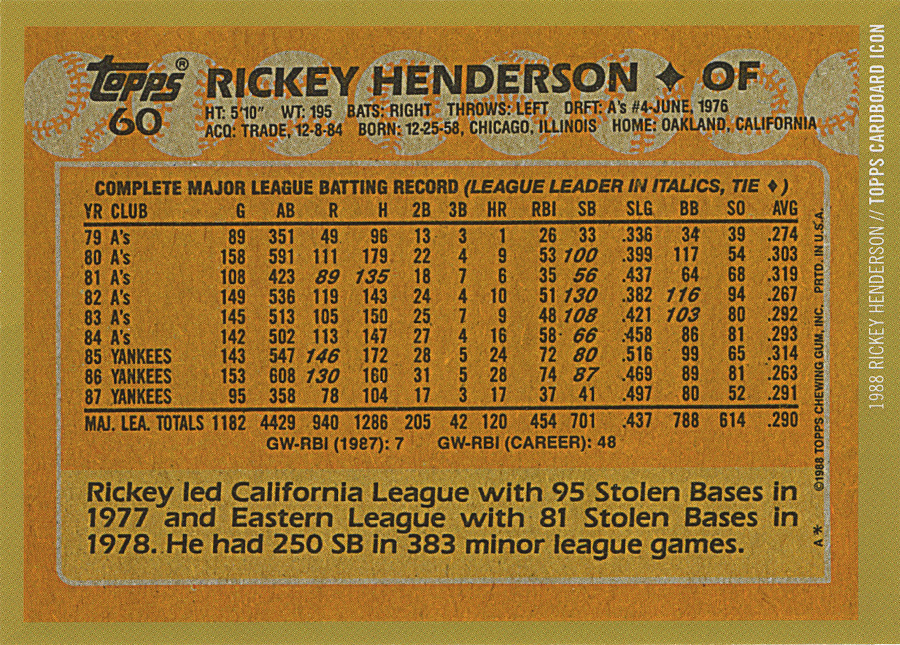 topps® RICKEY HENDERSON ✦ OF
60
HT: 5'10" WT: 195 BATS: RIGHT THROWS: LEFT DRFT: A's #4-JUNE, 1976
ACQ: TRADE, 12-8-84 BORN: 12-25-58, CHICAGO, ILLINOIS HOME: OAKLAND, CALIFORNIA
COMPLETE MAJOR LEAGUE BATTING RECORD (LEAGUE LEADER IN ITALICS, TIE ♦)
YR CLUB G AB R H 2B 3B HR RBI SB SLG BB SO AVG
79 A's 89 351 49 96 13 3 1 26 33 .336 34 39 .274
80 A's 158 591 111 179 22 4 9 53 100 .399 117 54 .303
81 A's 108 423 89 135 18 7 6 35 56 .437 64 68 .319
82 A's 149 536 119 143 24 4 10 51 130 .382 116 94 .267
83 A's 145 513 105 150 25 7 9 48 108 .421 103 80 .292
84 A's 142 502 113 147 27 4 16 58 66 .458 86 81 .293
85 YANKEES 143 547 146 172 28 5 24 72 80 .516 99 65 .314
86 YANKEES 153 608 130 160 31 5 28 74 87 .469 89 81 .263
87 YANKEES 95 358 78 104 17 3 17 37 41 .497 80 52 .291
MAJ. LEA. TOTALS 1182 4429 940 1286 205 42 120 454 701 .437 788 614 .290
GW-RBI (1987): 7 GW-RBI (CAREER): 48
Rickey led California League with 95 Stolen Bases in
1977 and Eastern League with 81 Stolen Bases in
1978. He had 250 SB in 383 minor league games.
A* ©1988 TOPPS CHEWING GUM, INC. PRTD. IN U.S.A.
1988 RICKEY HENDERSON // TOPPS CARDBOARD ICON